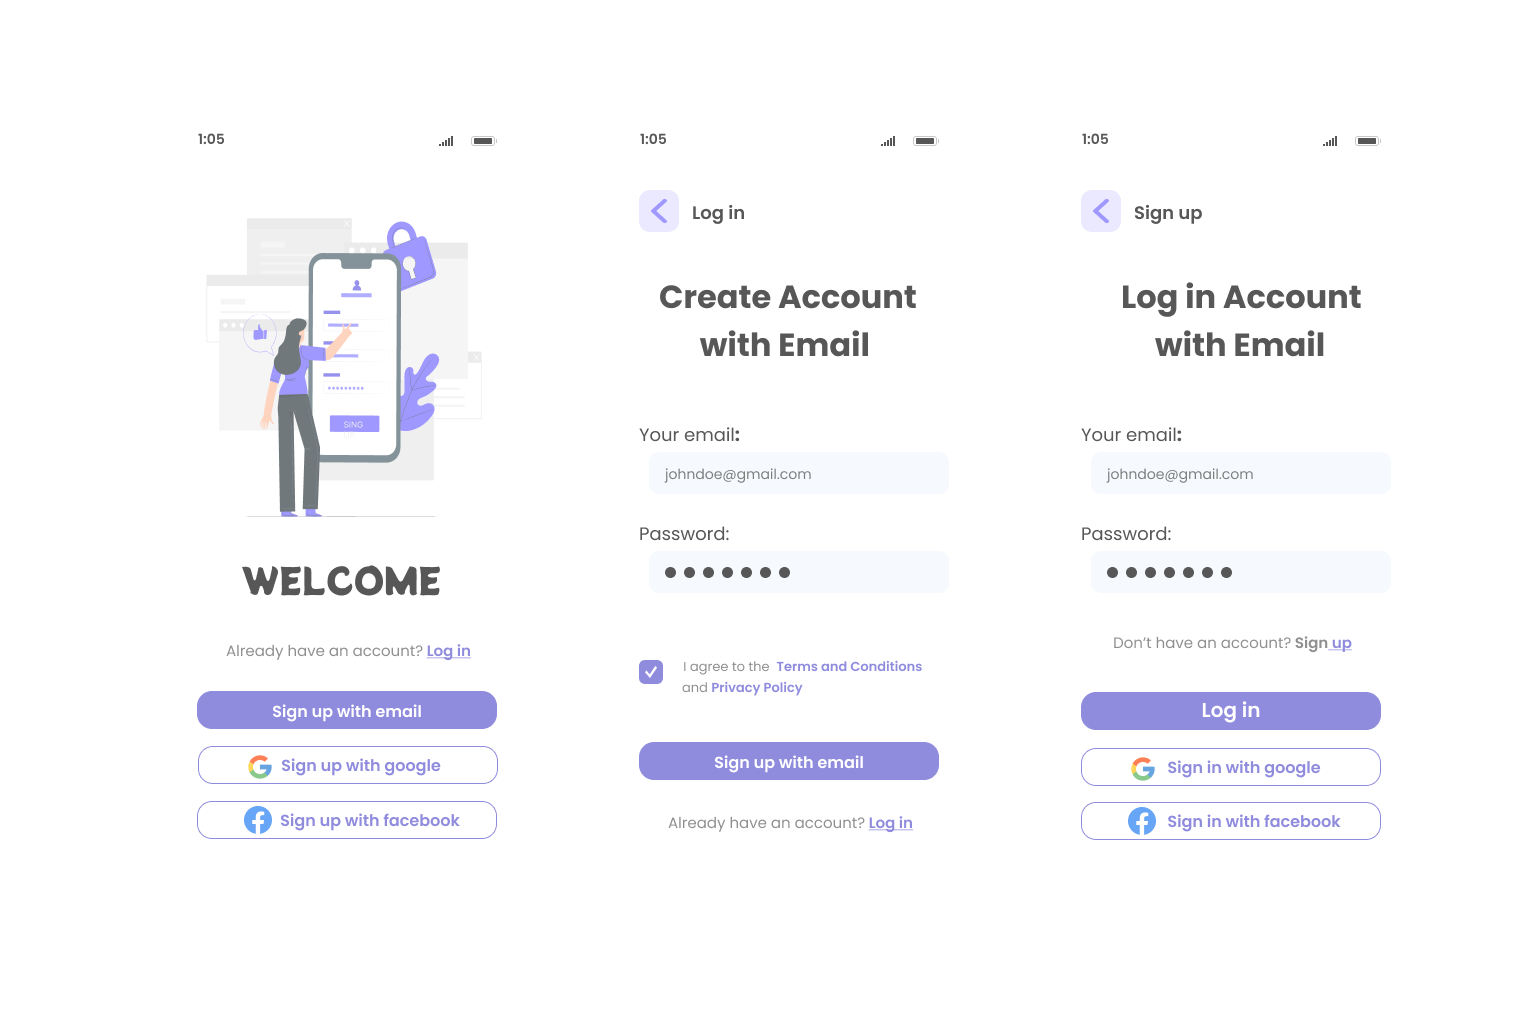 1:05
SING
WELCOME
Already have an account? Log in
Sign up with email
Sign up with google
Sign up with facebook
1:05
Log in
Create Account
with Email
Your email:
johndoe@gmail.com
Password:
I agree to the Terms and Conditions
and Privacy Policy
Sign up with email
Already have an account? Log in
1:05
Sign up
Log in Account
with Email
Your email:
johndoe@gmail.com
Password:
Don't have an account? Sign up
Log in
Sign in with google
Sign in with facebook